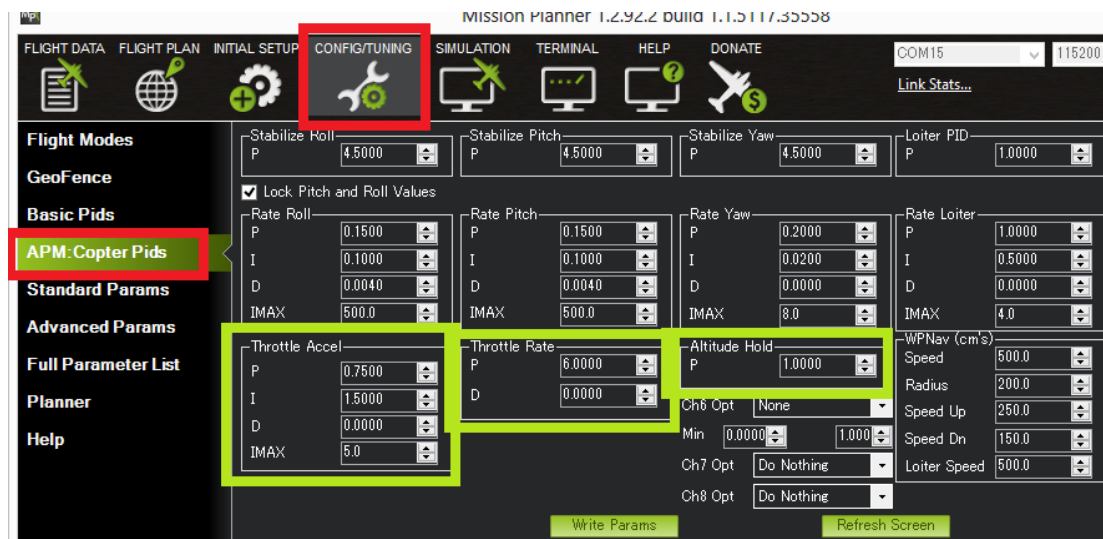 Mp
Mission Planner 1.2.92.2 build 1.1.5117.35558
FLIGHT DATA FLIGHT PLAN INITIAL SETUP CONFIG/TUNING SIMULATION TERMINAL HELP DONATE
COM15 115200
Link Stats...
Flight Modes
GeoFence
Basic Pids
APM:Copter Pids
Standard Params
Advanced Params
Full Parameter List
Planner
Help
Stabilize Roll Stabilize Pitch Stabilize Yaw Loiter PID
P 4.5000 P 4.5000 P 4.5000 P 1.0000
Lock Pitch and Roll Values
Rate Roll Rate Pitch Rate Yaw Rate Loiter
P 0.1500 P 0.1500 P 0.2000 P 1.0000
I 0.1000 I 0.1000 I 0.0200 I 0.5000
D 0.0040 D 0.0040 D 0.0000 D 0.0000
IMAX 500.0 IMAX 500.0 IMAX 8.0 IMAX 4.0
Throttle Accel Throttle Rate Altitude Hold WPNav (cm's)
P 0.7500 P 6.0000 P 1.0000 Speed 500.0
I 1.5000 D 0.0000 Ch6 Opt None Radius 200.0
D 0.0000 Min 0.0000 1.000 Speed Up 250.0
IMAX 5.0 Speed Dn 150.0
Ch7 Opt Do Nothing Loiter Speed 500.0
Ch8 Opt Do Nothing
Write Params Refresh Screen